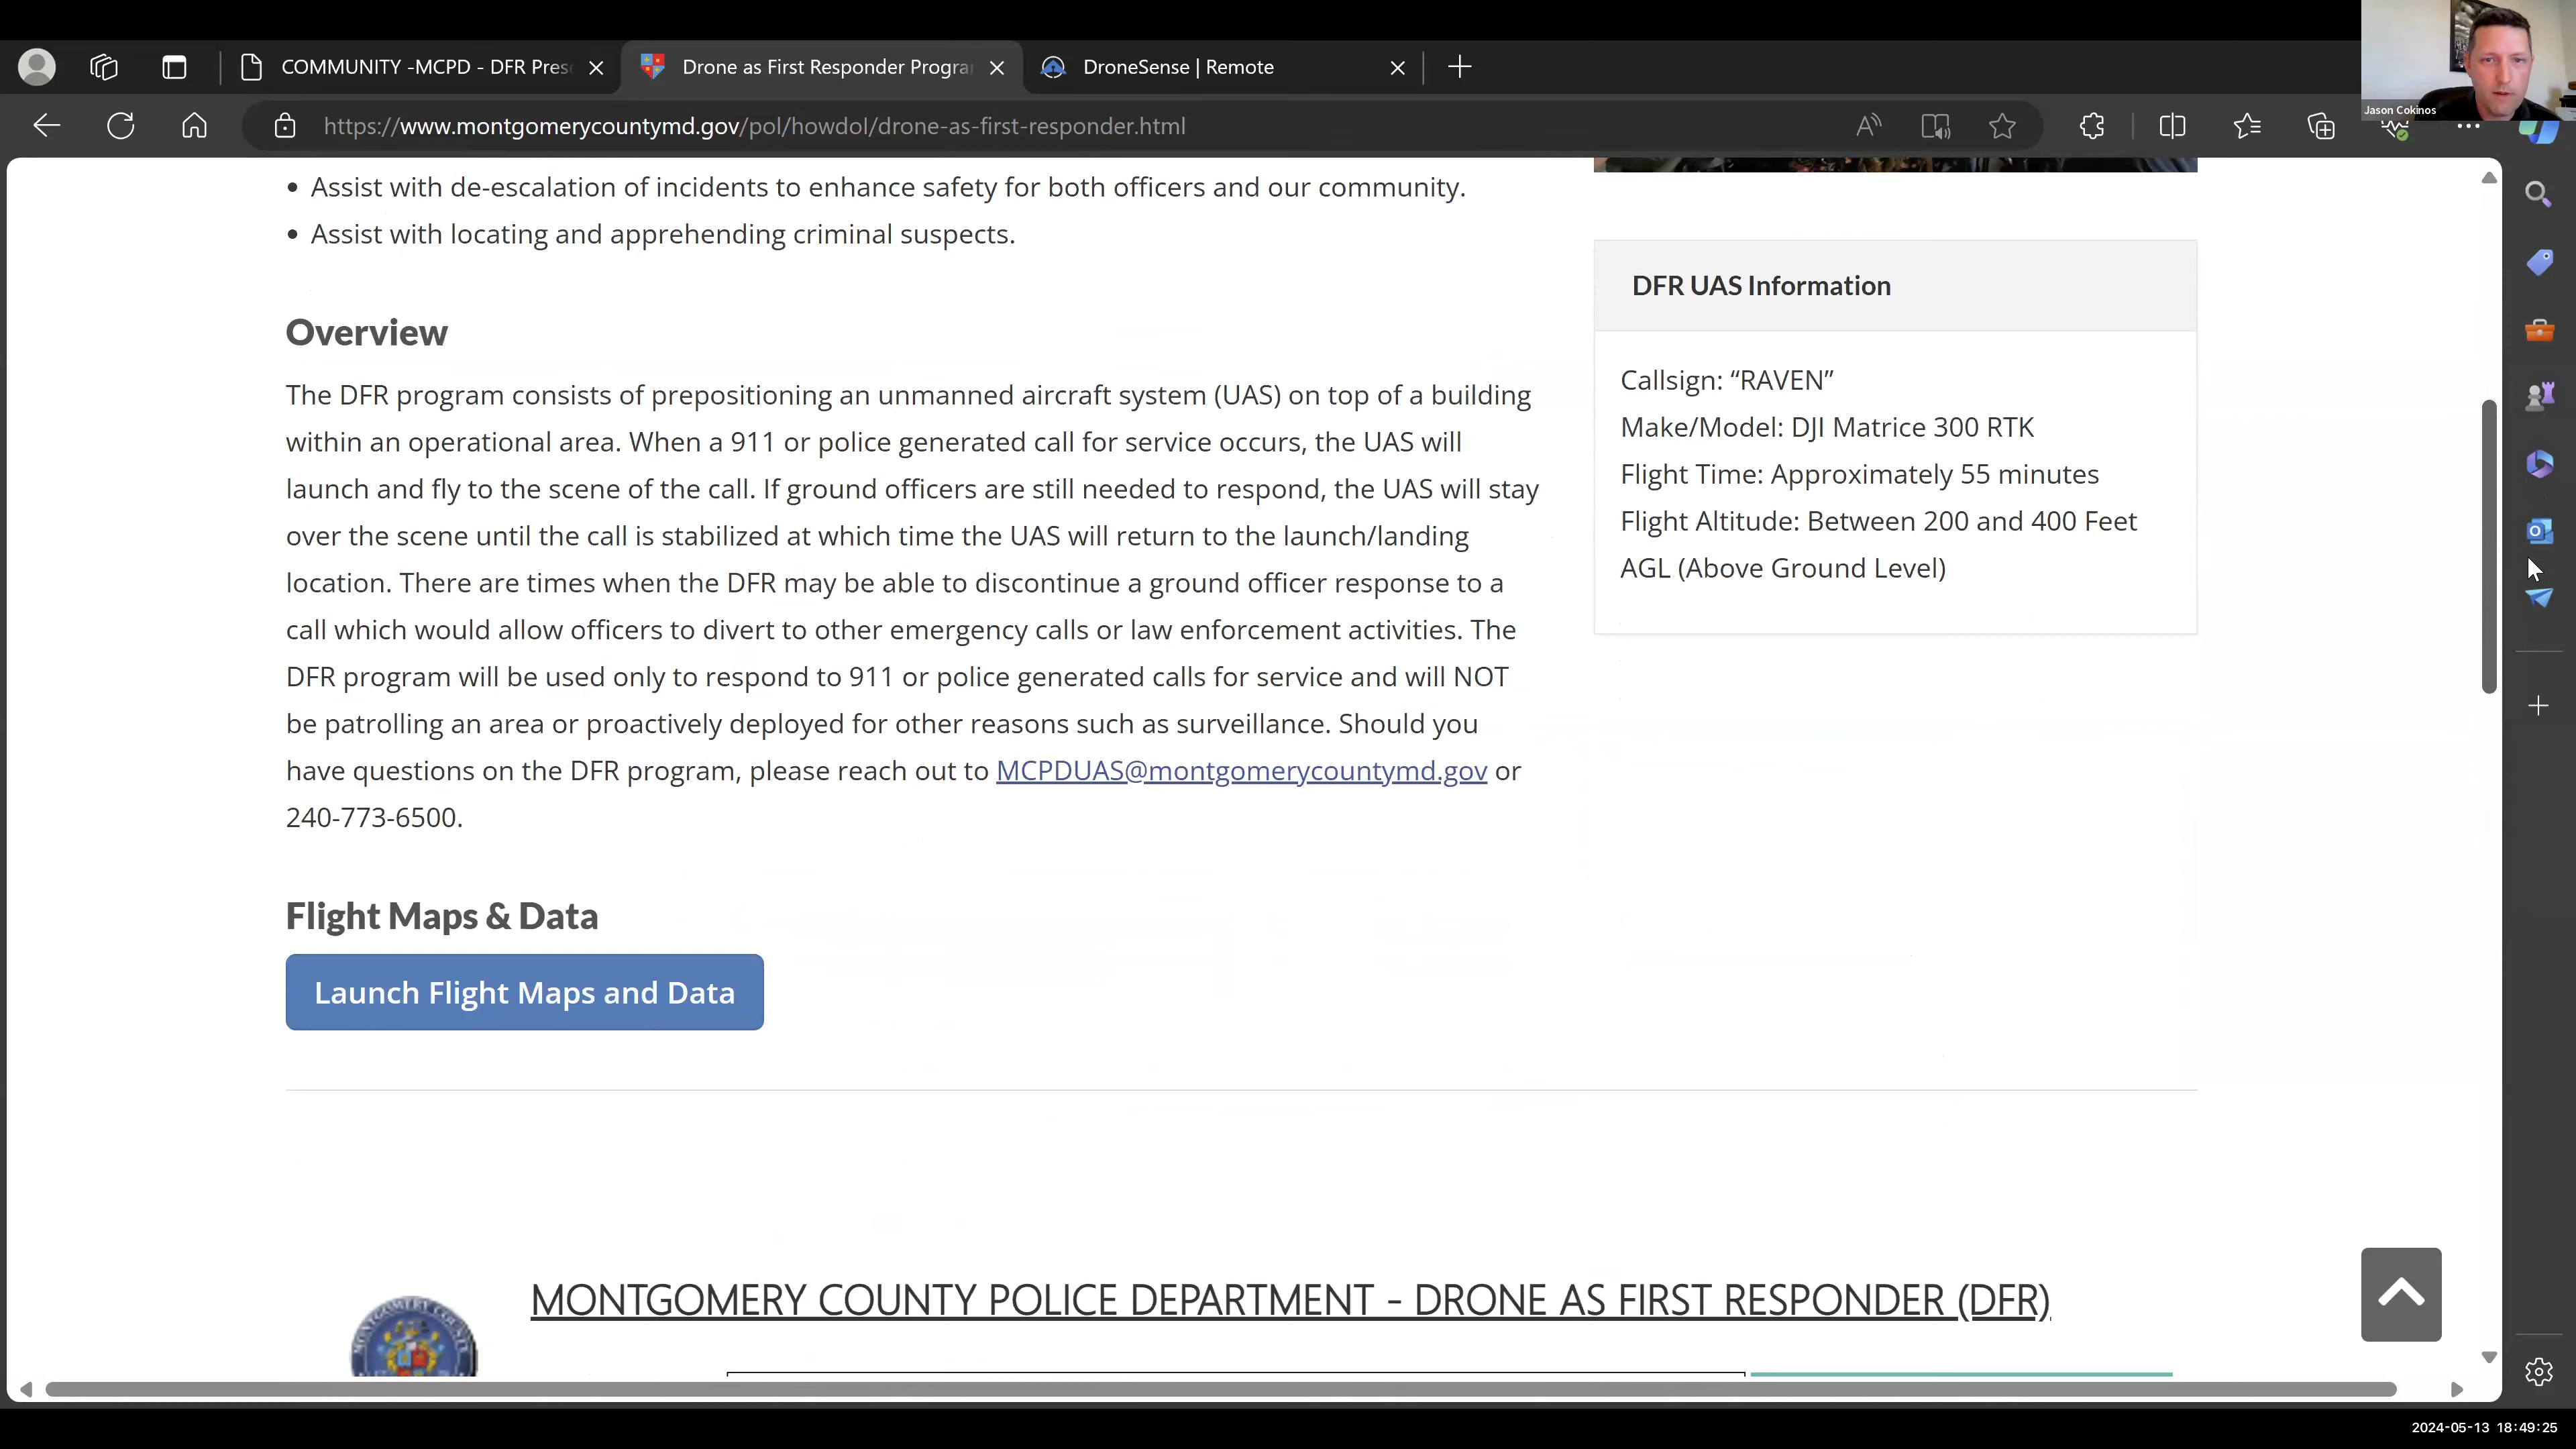 COMMUNITY -MCPD - DFR Pres
Drone as First Responder Progra
DroneSense | Remote
Jason Cokinos
https://www.montgomerycountymd.gov/pol/howdoI/drone-as-first-responder.html
• Assist with de-escalation of incidents to enhance safety for both officers and our community.
• Assist with locating and apprehending criminal suspects.
Overview
The DFR program consists of prepositioning an unmanned aircraft system (UAS) on top of a building
within an operational area. When a 911 or police generated call for service occurs, the UAS will
launch and fly to the scene of the call. If ground officers are still needed to respond, the UAS will stay
over the scene until the call is stabilized at which time the UAS will return to the launch/landing
location. There are times when the DFR may be able to discontinue a ground officer response to a
call which would allow officers to divert to other emergency calls or law enforcement activities. The
DFR program will be used only to respond to 911 or police generated calls for service and will NOT
be patrolling an area or proactively deployed for other reasons such as surveillance. Should you
have questions on the DFR program, please reach out to MCPDUAS@montgomerycountymd.gov or
240-773-6500.
DFR UAS Information
Callsign: “RAVEN”
Make/Model: DJI Matrice 300 RTK
Flight Time: Approximately 55 minutes
Flight Altitude: Between 200 and 400 Feet
AGL (Above Ground Level)
Flight Maps & Data
Launch Flight Maps and Data
MONTGOMERY COUNTY POLICE DEPARTMENT - DRONE AS FIRST RESPONDER (DFR)
MONTGOMERY COUNTY
2024-05-13 18:49:25